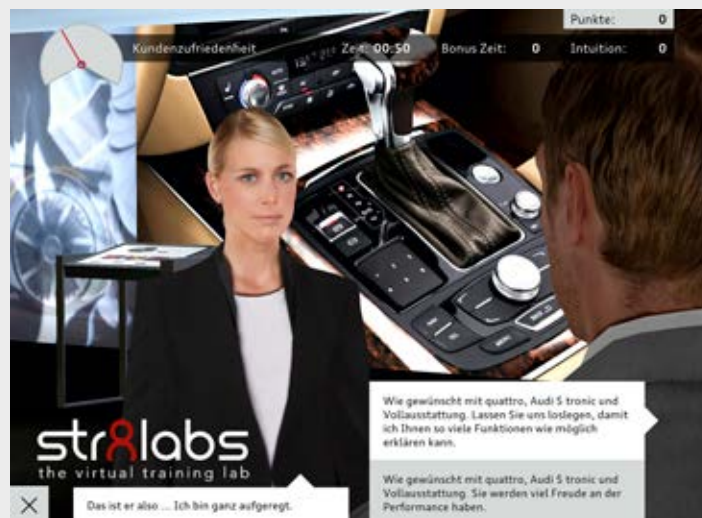 Punkte: 0
Kundenzufriedenheit Zeit: 00:50 Bonus Zeit: 0 Intuition: 0
Wie gewünscht mit quattro, Audi S tronic und
Vollausstattung. Lassen Sie uns loslegen, damit
ich Ihnen so viele Funktionen wie möglich
erklären kann.
str8labs
the virtual training lab
Wie gewünscht mit quattro, Audi S tronic und
Vollausstattung. Sie werden viel Freude an der
Performance haben.
Das ist er also ... Ich bin ganz aufgeregt.